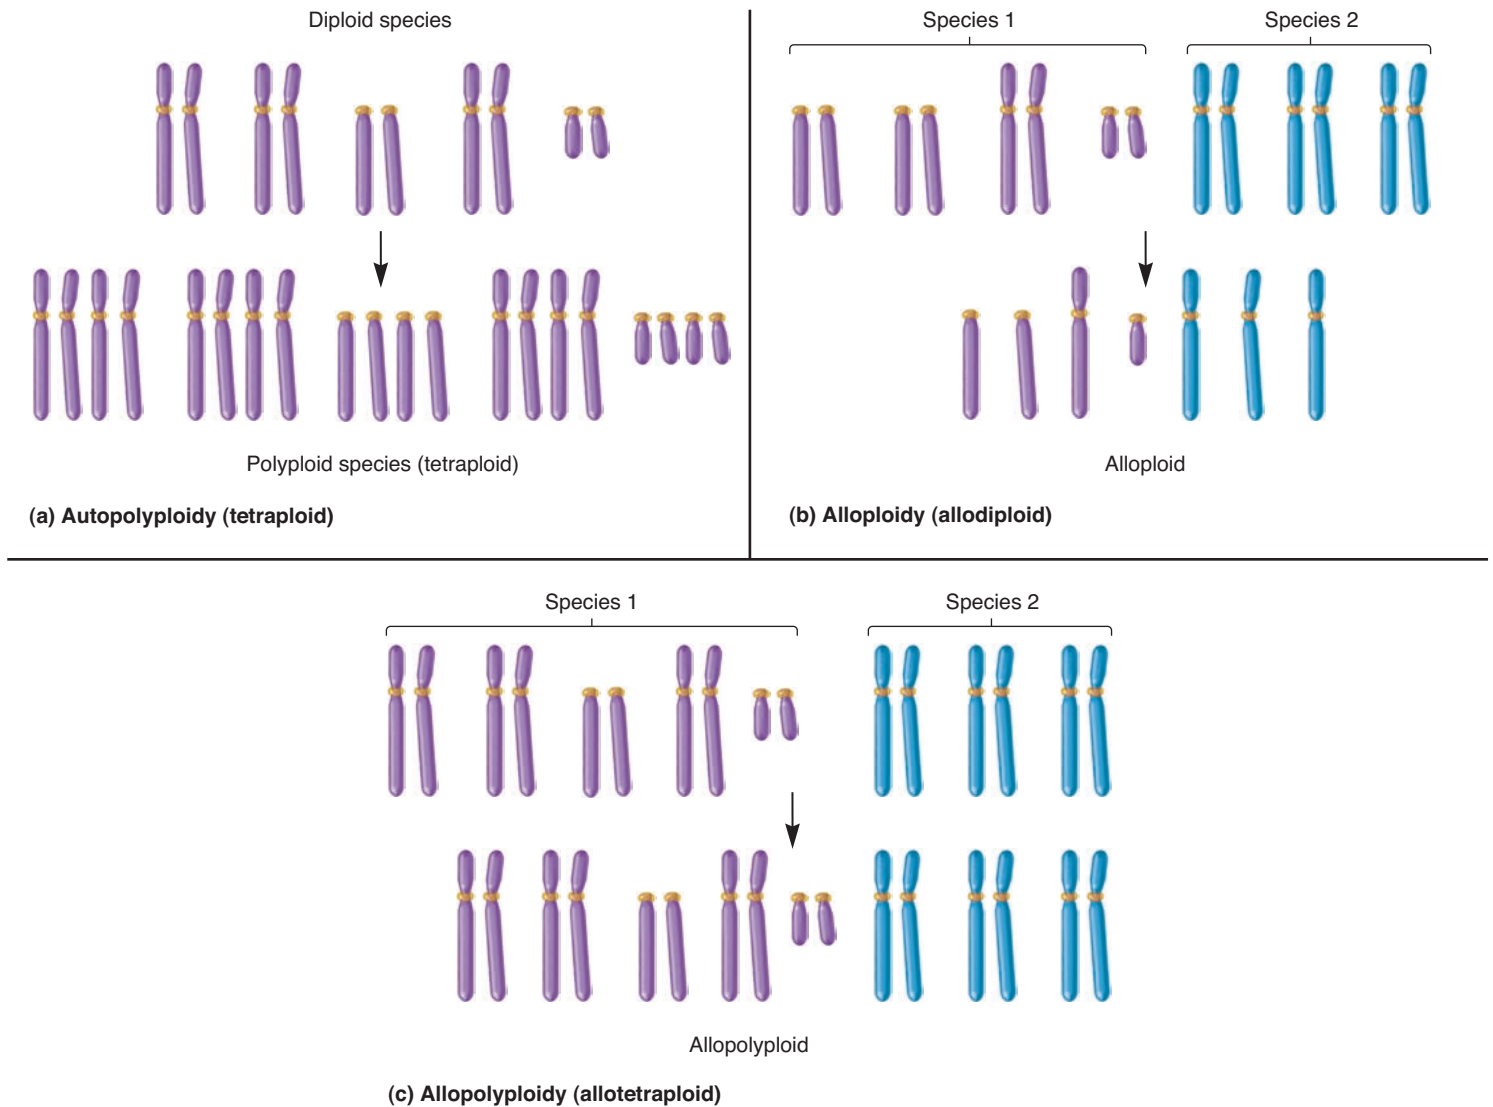 Diploid species
Polyploid species (tetraploid)
(a) Autopolyploidy (tetraploid)
Species 1
Species 2
Alloploid
(b) Alloploidy (allodiploid)
Species 1
Species 2
Allopolyploid
(c) Allopolyploidy (allotetraploid)